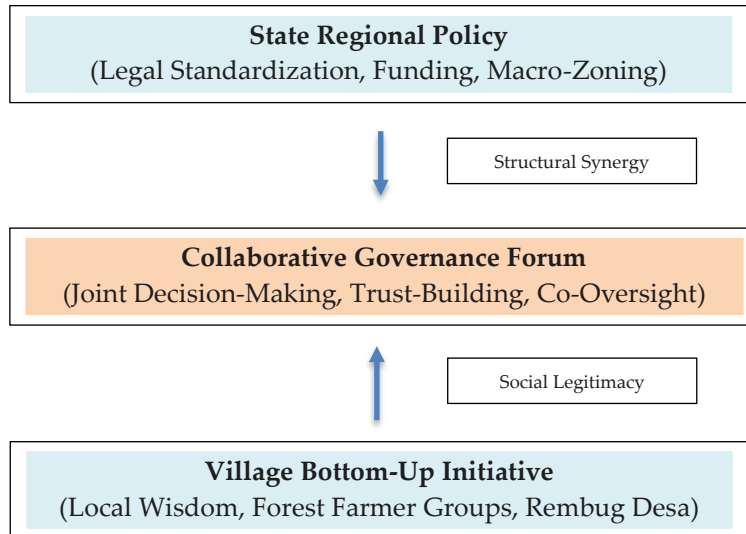 State Regional Policy
(Legal Standardization, Funding, Macro-Zoning)
Structural Synergy
Collaborative Governance Forum
(Joint Decision-Making, Trust-Building, Co-Oversight)
Social Legitimacy
Village Bottom-Up Initiative
(Local Wisdom, Forest Farmer Groups, Rembug Desa)